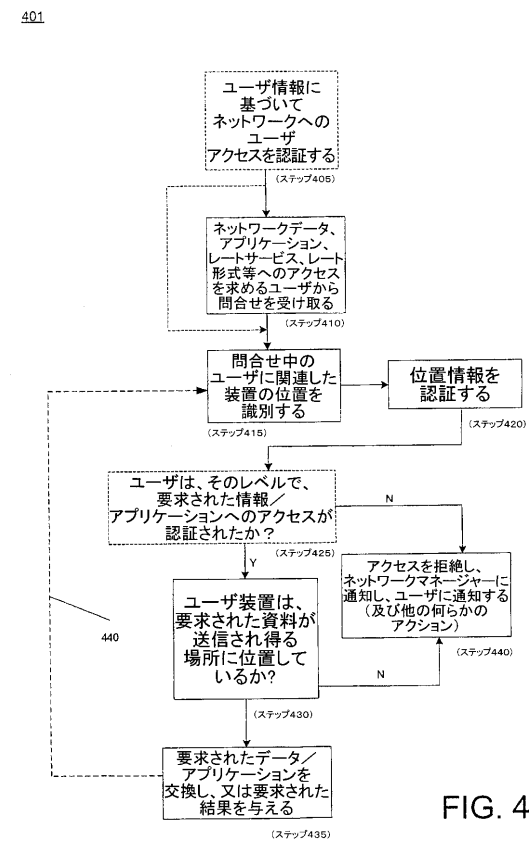 401
ユーザ情報に
基づいて
ネットワークへの
ユーザ
アクセスを認証する
(ステップ405)
ネットワークデータ、
アプリケーション、
レートサービス、レート
形式等へのアクセス
を求めるユーザから
問合せを受け取る
(ステップ410)
問合せ中の
ユーザに関連した
装置の位置を
識別する
(ステップ415)
位置情報を
認証する
(ステップ420)
ユーザは、そのレベルで、
要求された情報／
アプリケーションへのアクセスが
認証されたか？
(ステップ425)
N
Y
アクセスを拒絶し、
ネットワークマネージャーに
通知し、ユーザに通知する
(及び他の何らかの
アクション)
(ステップ440)
ユーザ装置は、
要求された資料が
送信され得る
場所に位置して
いるか?
N
(ステップ430)
440
要求されたデータ／
アプリケーションを
交換し、又は要求された
結果を与える
(ステップ435)
FIG. 4